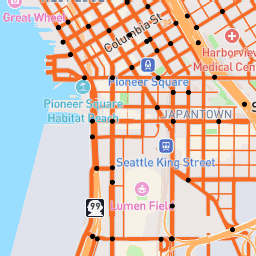 Great Wheel
Columbia St
Harborview
Medical Cen
Pioneer Square
Pioneer Square
Habitat Beach
JAPANTOWN
S
Seattle King Street
Lumen Fiel
99